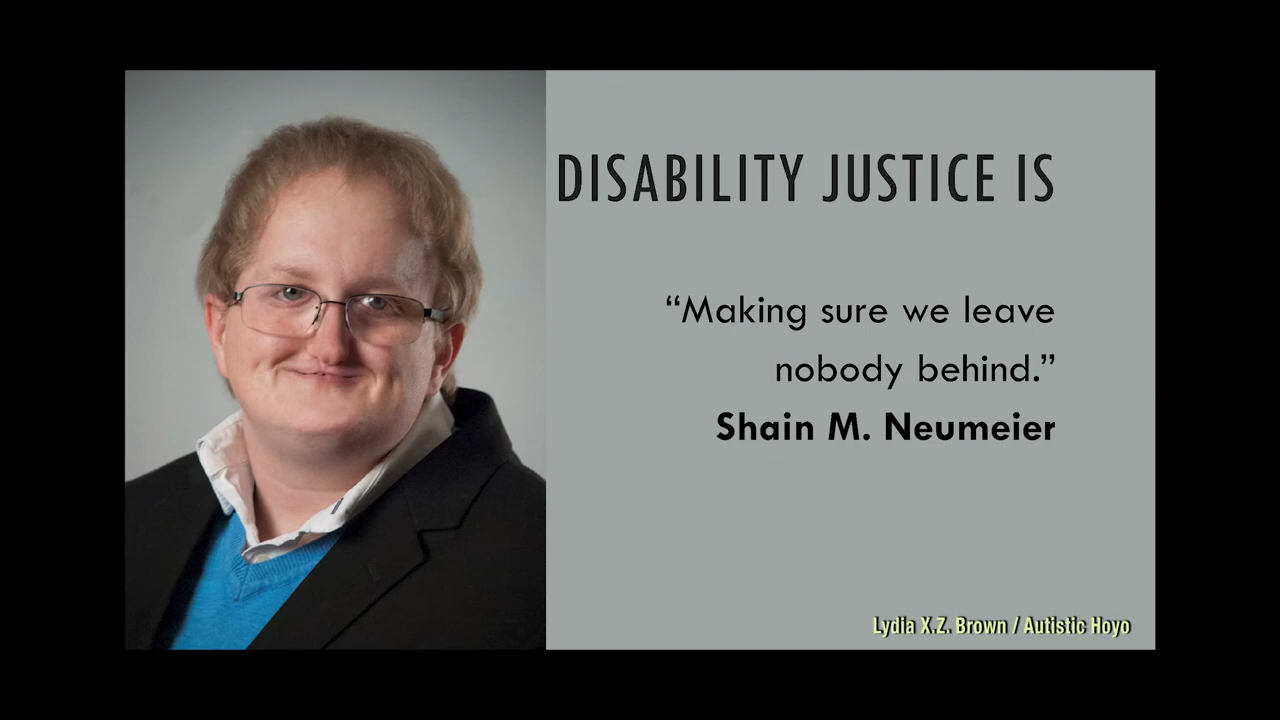 DISABILITY JUSTICE IS
“Making sure we leave
nobody behind.”
Shain M. Neumeier
Lydia X.Z. Brown / Autistic Hoyo